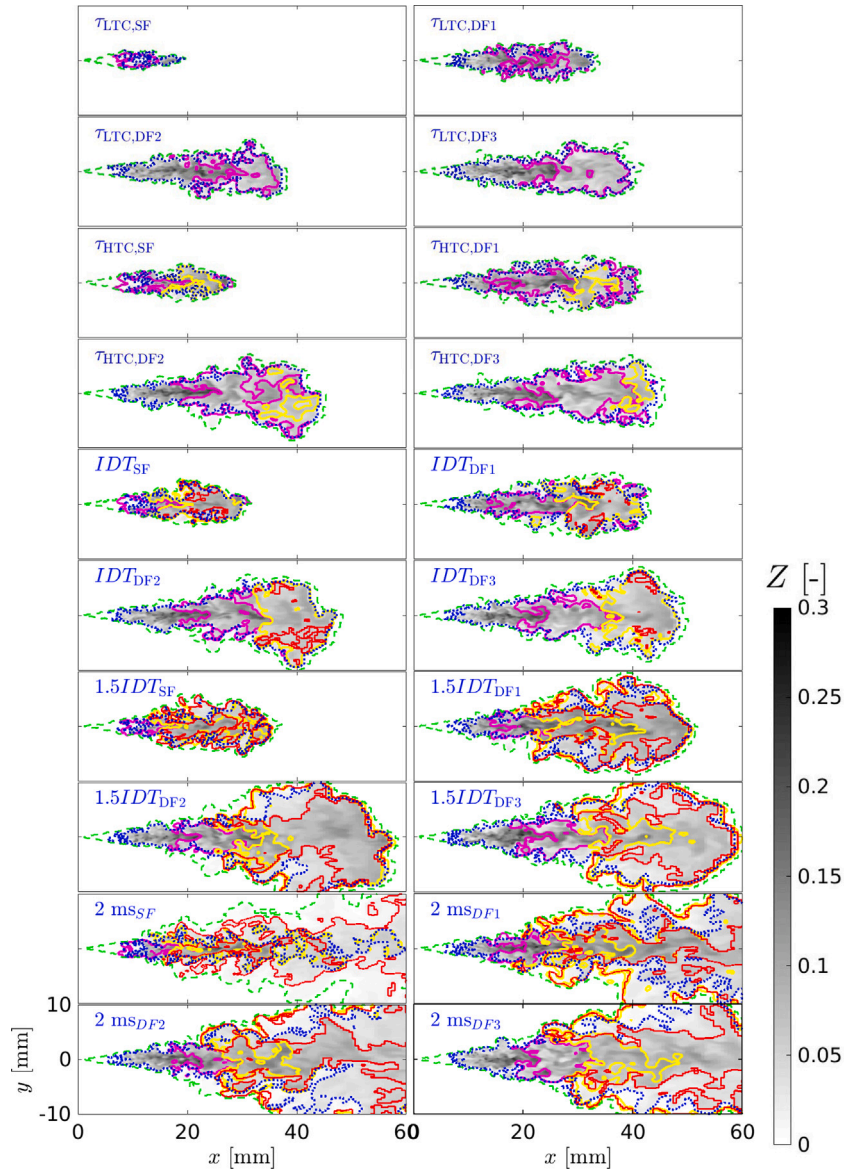 τLTC,SF τLTC,DF1
τLTC,DF2 τLTC,DF3
τHTC,SF τHTC,DF1
τHTC,DF2 τHTC,DF3
IDTSF IDTDF1
IDTDF2 IDTDF3
Z [-]
0.3
0.25
0.2
0.15
0.1
0.05
0
1.5IDTSF 1.5IDTDF1
1.5IDTDF2 1.5IDTDF3
2 msSF 2 msDF1
2 msDF2 2 msDF3
10
0
-10
y [mm]
0 20 40 60 0 20 40 60
x [mm] x [mm]